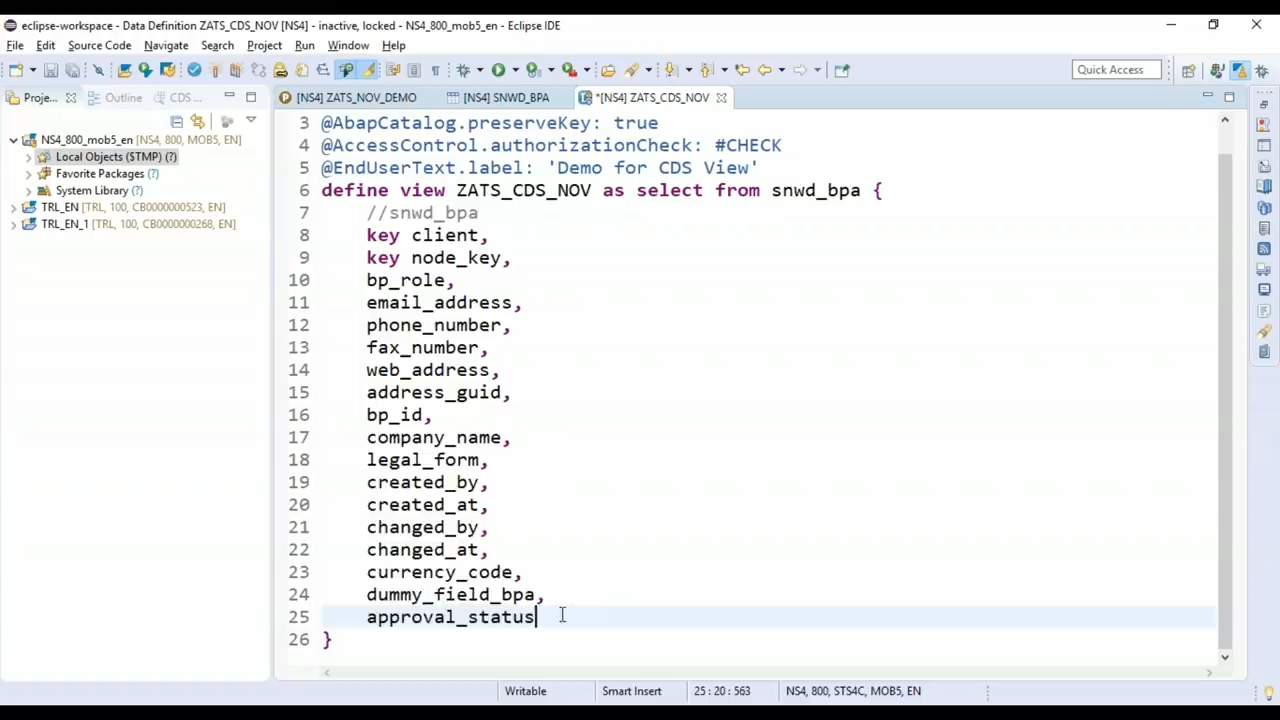 eclipse-workspace - Data Definition ZATS_CDS_NOV [NS4] - inactive, locked - NS4_800_mob5_en - Eclipse IDE
File Edit Source Code Navigate Search Project Run Window Help
Quick Access
Proje... Outline CDS ...
[NS4] ZATS_NOV_DEMO [NS4] SNWD_BPA *[NS4] ZATS_CDS_NOV
NS4_800_mob5_en [NS4, 800, MOB5, EN]
Local Objects ($TMP) (?)
Favorite Packages (?)
System Library (?)
TRL_EN [TRL, 100, CB0000000523, EN]
TRL_EN_1 [TRL, 100, CB0000000268, EN]
3 @AbapCatalog.preserveKey: true
4 @AccessControl.authorizationCheck: #CHECK
5 @EndUserText.label: 'Demo for CDS View'
6 define view ZATS_CDS_NOV as select from snwd_bpa {
7 //snwd_bpa
8 key client,
9 key node_key,
10 bp_role,
11 email_address,
12 phone_number,
13 fax_number,
14 web_address,
15 address_guid,
16 bp_id,
17 company_name,
18 legal_form,
19 created_by,
20 created_at,
21 changed_by,
22 changed_at,
23 currency_code,
24 dummy_field_bpa,
25 approval_status
26 }
Writable Smart Insert 25 : 20 : 563 NS4, 800, STS4C, MOB5, EN